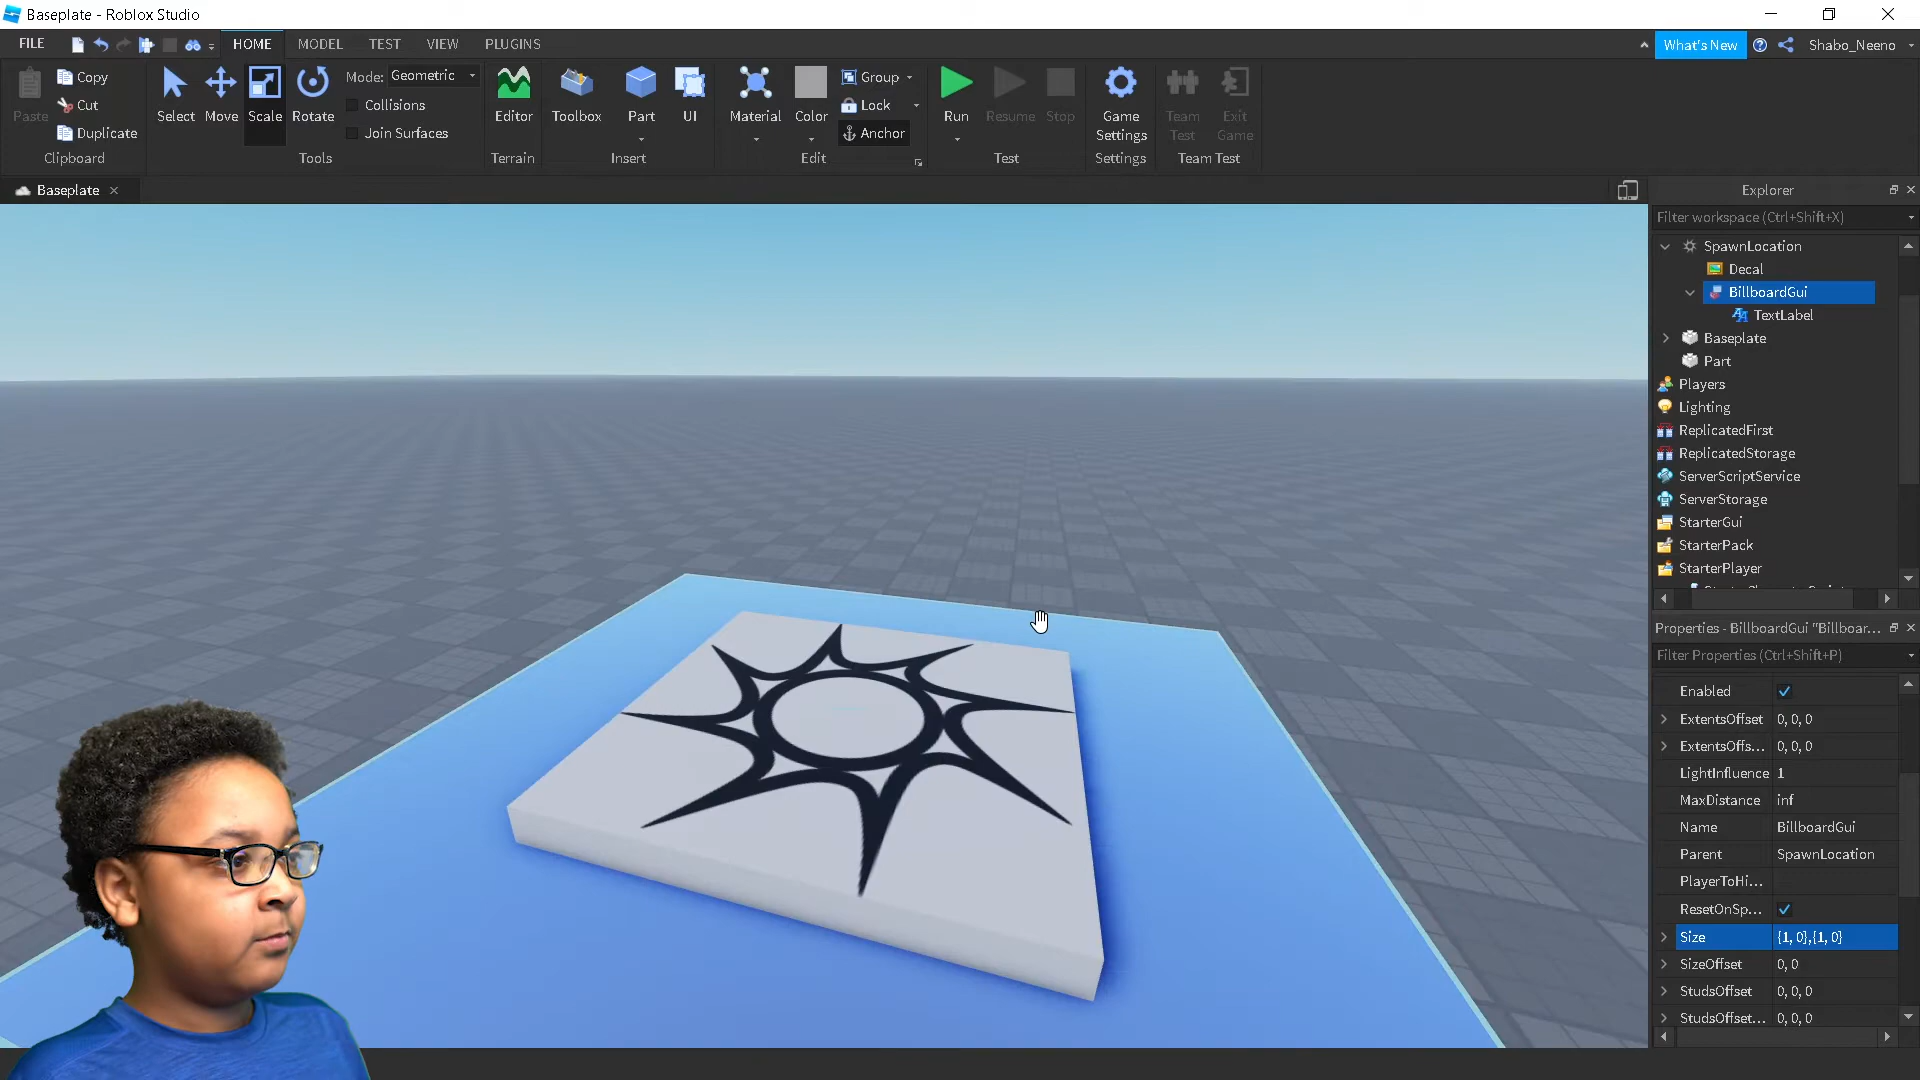 Baseplate - Roblox Studio
FILE HOME MODEL TEST VIEW PLUGINS What's New Shabo_Neeno
Paste Copy Cut Duplicate
Clipboard
Select Move Scale Rotate
Mode: Geometric
Collisions
Join Surfaces
Tools
Editor
Terrain
Toolbox Part UI
Insert
Material Color Group Lock Anchor
Edit
Run Resume Stop
Test
Game Settings
Settings
Team Test Exit Game
Team Test
Baseplate
Explorer
Filter workspace (Ctrl+Shift+X)
SpawnLocation
Decal
BillboardGui
TextLabel
Baseplate
Part
Players
Lighting
ReplicatedFirst
ReplicatedStorage
ServerScriptService
ServerStorage
StarterGui
StarterPack
StarterPlayer
Properties - BillboardGui "Billboar...
Filter Properties (Ctrl+Shift+P)
Enabled
ExtentsOffset 0, 0, 0
ExtentsOffs... 0, 0, 0
LightInfluence 1
MaxDistance inf
Name BillboardGui
Parent SpawnLocation
PlayerToHi...
ResetOnSp...
Size {1, 0},{1, 0}
SizeOffset 0, 0
StudsOffset 0, 0, 0
StudsOffset... 0, 0, 0